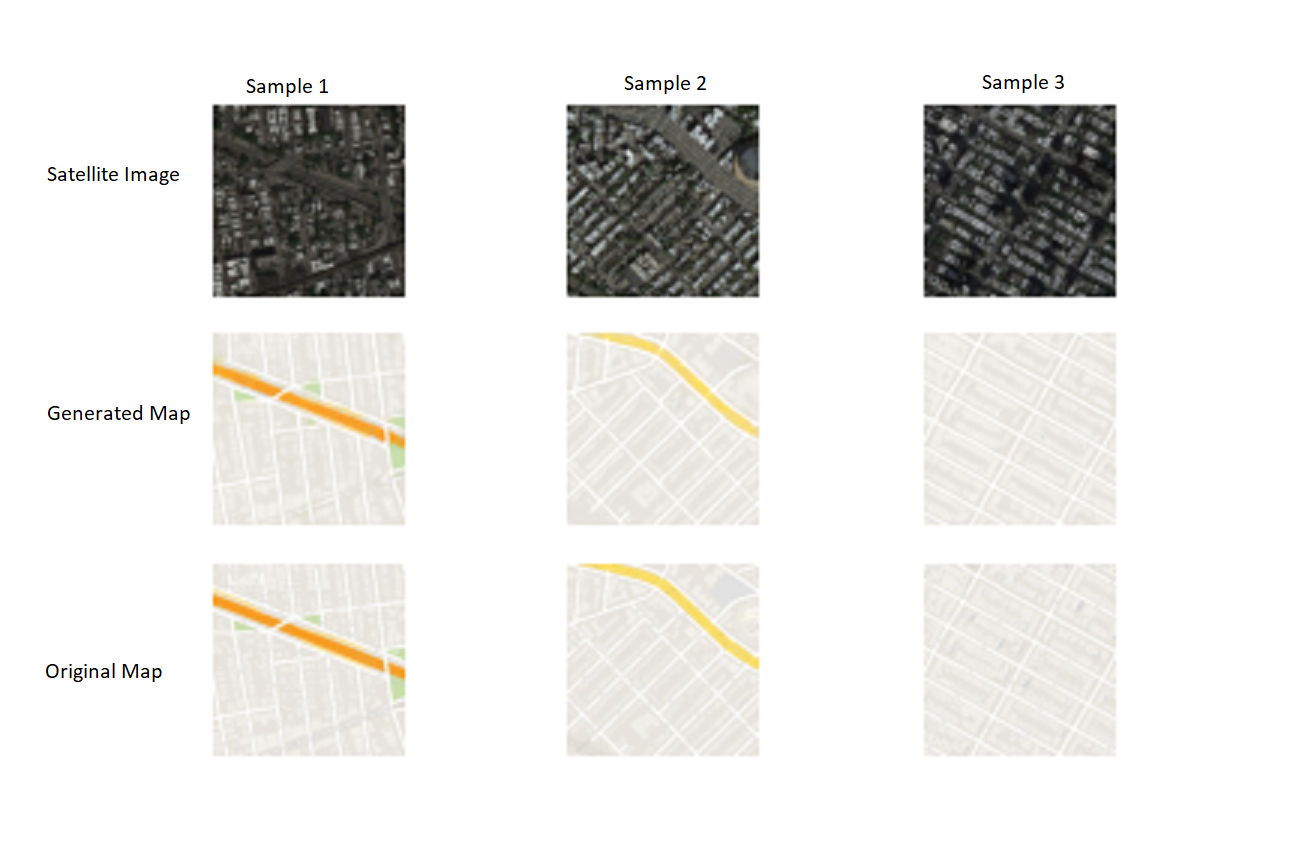 Sample 1
Sample 2
Sample 3
Satellite Image
Generated Map
Original Map